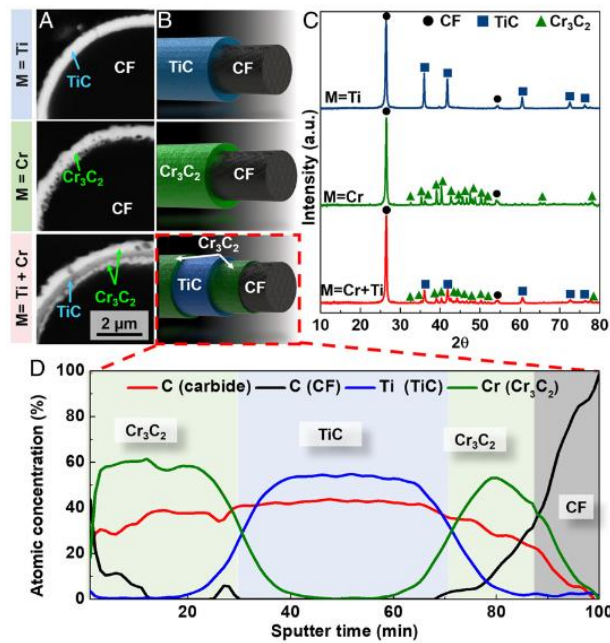 A
B
C
M = Ti
TiC
CF
TiC
CF
M = Cr
Cr₃C₂
CF
Cr₃C₂
CF
M= Ti + Cr
Cr₃C₂
TiC
2 μm
Cr₃C₂
TiC
CF
CF TiC Cr₃C₂
Intensity (a.u.)
M=Ti
M=Cr
M=Cr+Ti
10 20 30 40 50 60 70 80
2θ
D
C (carbide) C (CF) Ti (TiC) Cr (Cr₃C₂)
Atomic concentration (%)
100
80
60
40
20
0
Cr₃C₂
TiC
Cr₃C₂
CF
20 40 60 80 100
Sputter time (min)